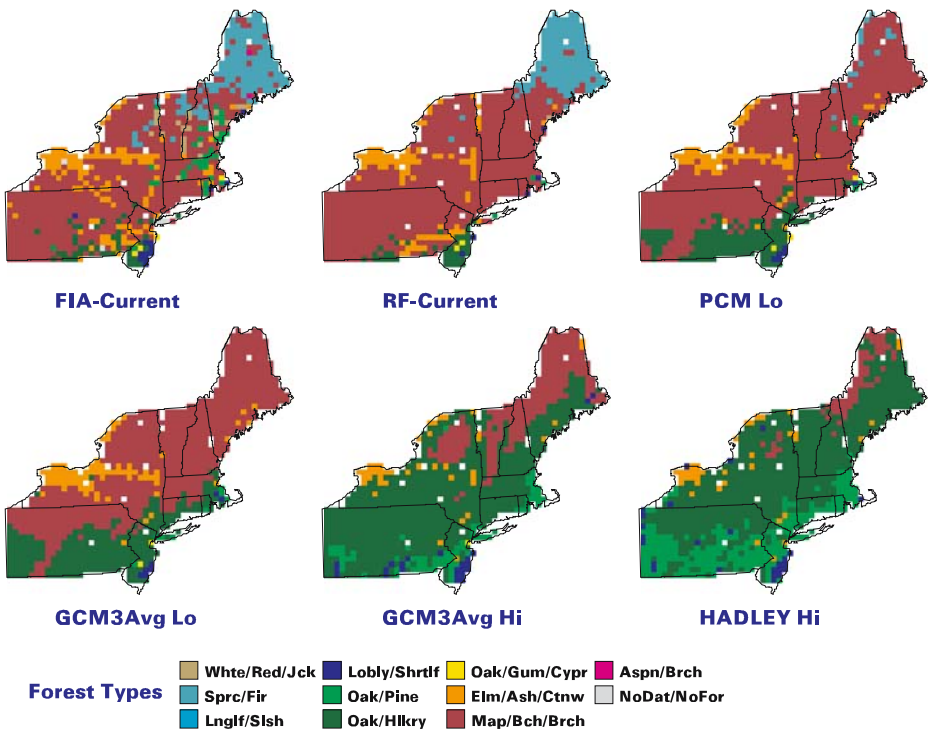 FIA-Current
RF-Current
PCM Lo
GCM3Avg Lo
GCM3Avg Hi
HADLEY Hi
Forest Types
Whte/Red/Jck
Lobly/Shrtlf
Oak/Gum/Cypr
Aspn/Brch
Sprc/Fir
Oak/Pine
Elm/Ash/Ctnw
NoDat/NoFor
Lnglf/Slsh
Oak/Hlkry
Map/Bch/Brch